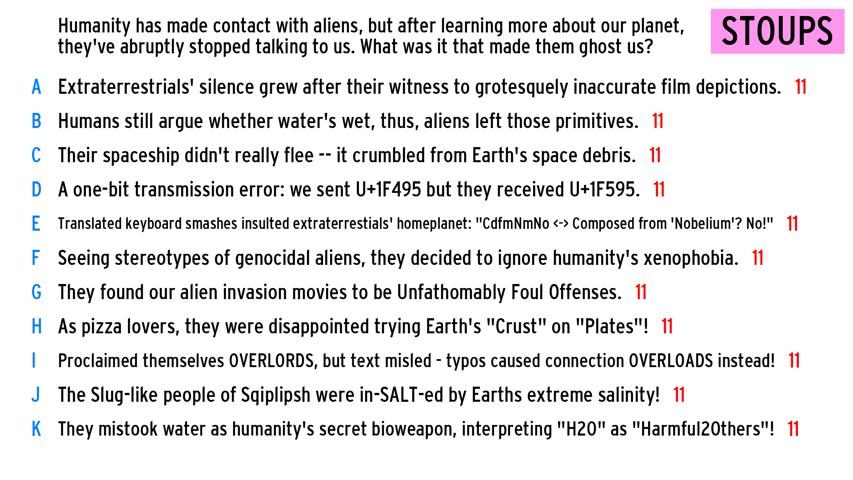 Humanity has made contact with aliens, but after learning more about our planet,
they've abruptly stopped talking to us. What was it that made them ghost us?
STOUPS
A Extraterrestrials' silence grew after their witness to grotesquely inaccurate film depictions. 11
B Humans still argue whether water's wet, thus, aliens left those primitives. 11
C Their spaceship didn't really flee -- it crumbled from Earth's space debris. 11
D A one-bit transmission error: we sent U+1F495 but they received U+1F595. 11
E Translated keyboard smashes insulted extraterrestials' homeplanet: "CdfmNmNo <-> Composed from 'Nobelium'? No!" 11
F Seeing stereotypes of genocidal aliens, they decided to ignore humanity's xenophobia. 11
G They found our alien invasion movies to be Unfathomably Foul Offenses. 11
H As pizza lovers, they were disappointed trying Earth's "Crust" on "Plates"! 11
I Proclaimed themselves OVERLORDS, but text misled - typos caused connection OVERLOADS instead! 11
J The Slug-like people of Sqiplipsh were in-SALT-ed by Earths extreme salinity! 11
K They mistook water as humanity's secret bioweapon, interpreting "H2O" as "Harmful2Others"! 11